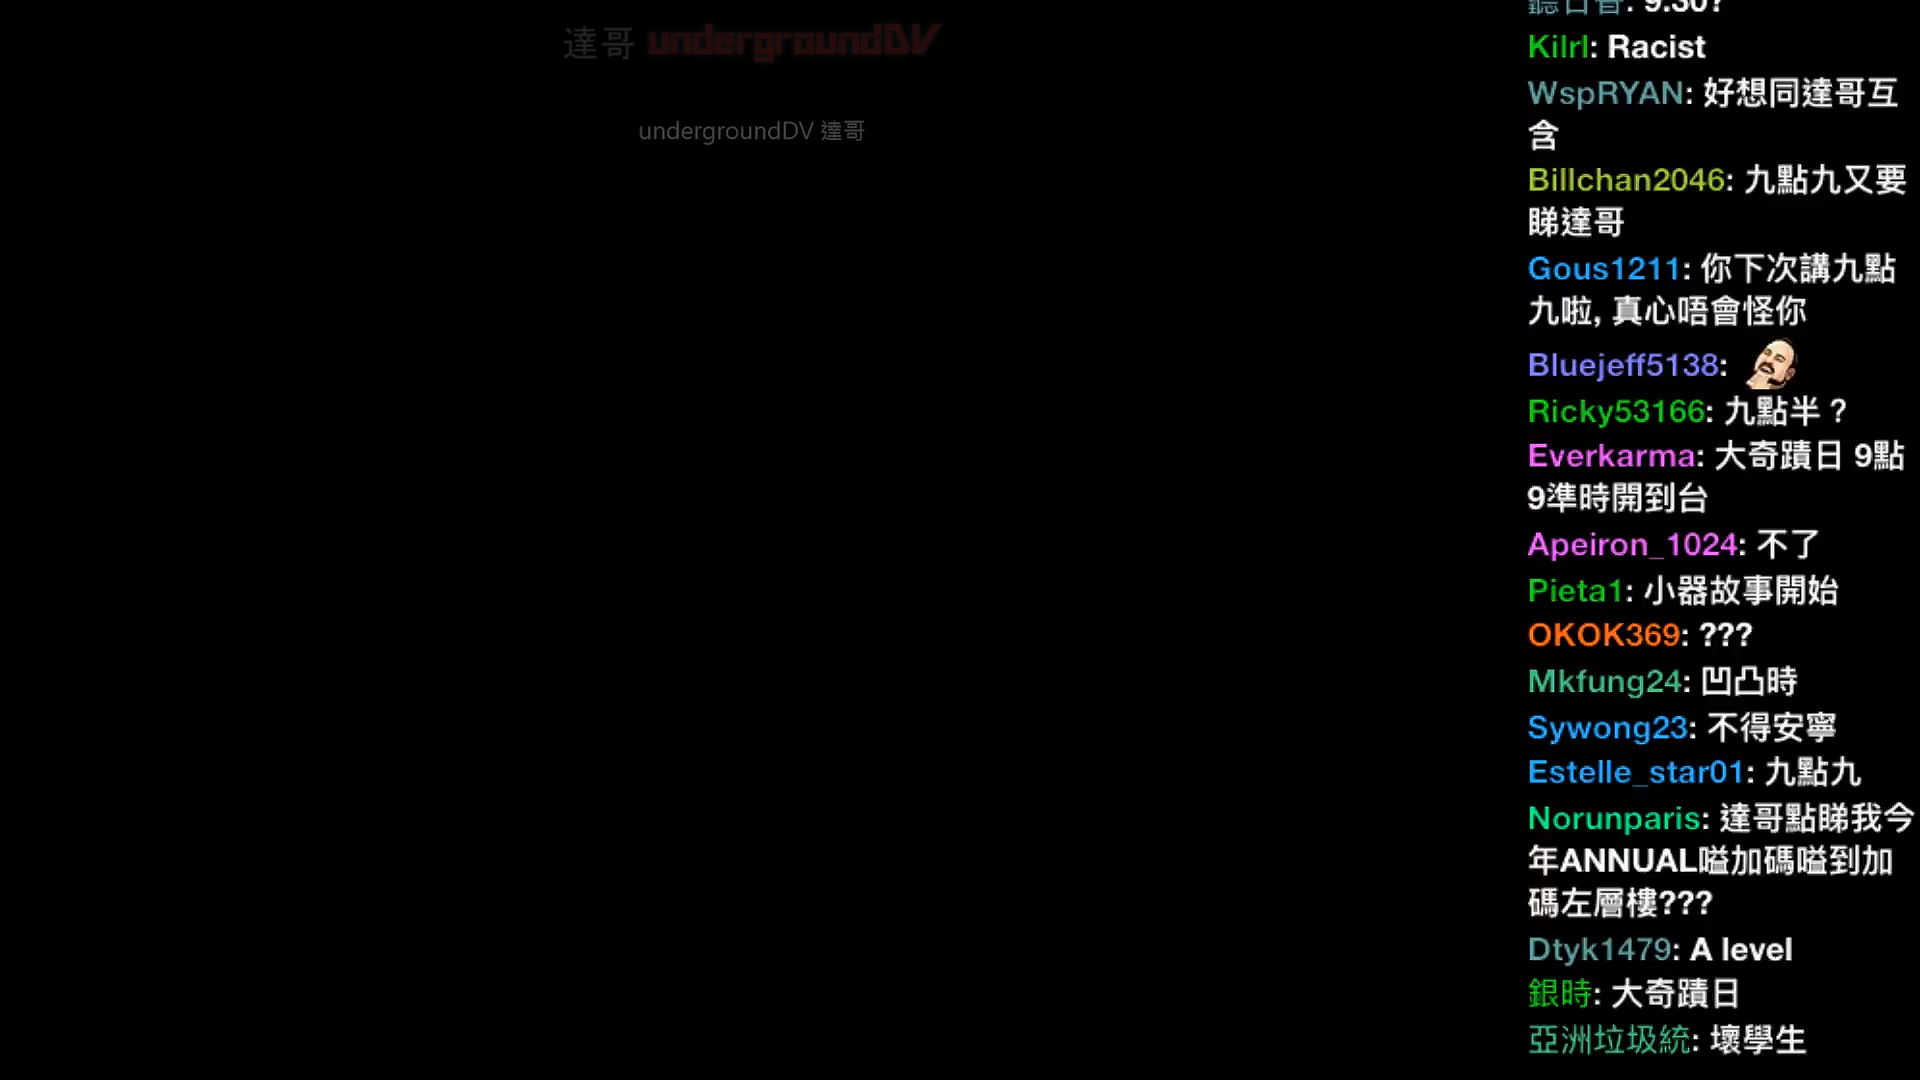 達哥 undergroundDV
undergroundDV 達哥
聽日香: 9:30?
Kilrl: Racist
WspRYAN: 好想同達哥互
含
Billchan2046: 九點九又要
睇達哥
Gous1211: 你下次講九點
九啦, 真心唔會怪你
Bluejeff5138:
Ricky53166: 九點半 ?
Everkarma: 大奇蹟日 9點
9準時開到台
Apeiron_1024: 不了
Pieta1: 小器故事開始
OKOK369: ???
Mkfung24: 凹凸時
Sywong23: 不得安寧
Estelle_star01: 九點九
Norunparis: 達哥點睇我今
年ANNUAL嗌加碼嗌到加
碼左層樓???
Dtyk1479: A level
銀時: 大奇蹟日
亞洲垃圾統: 壞學生